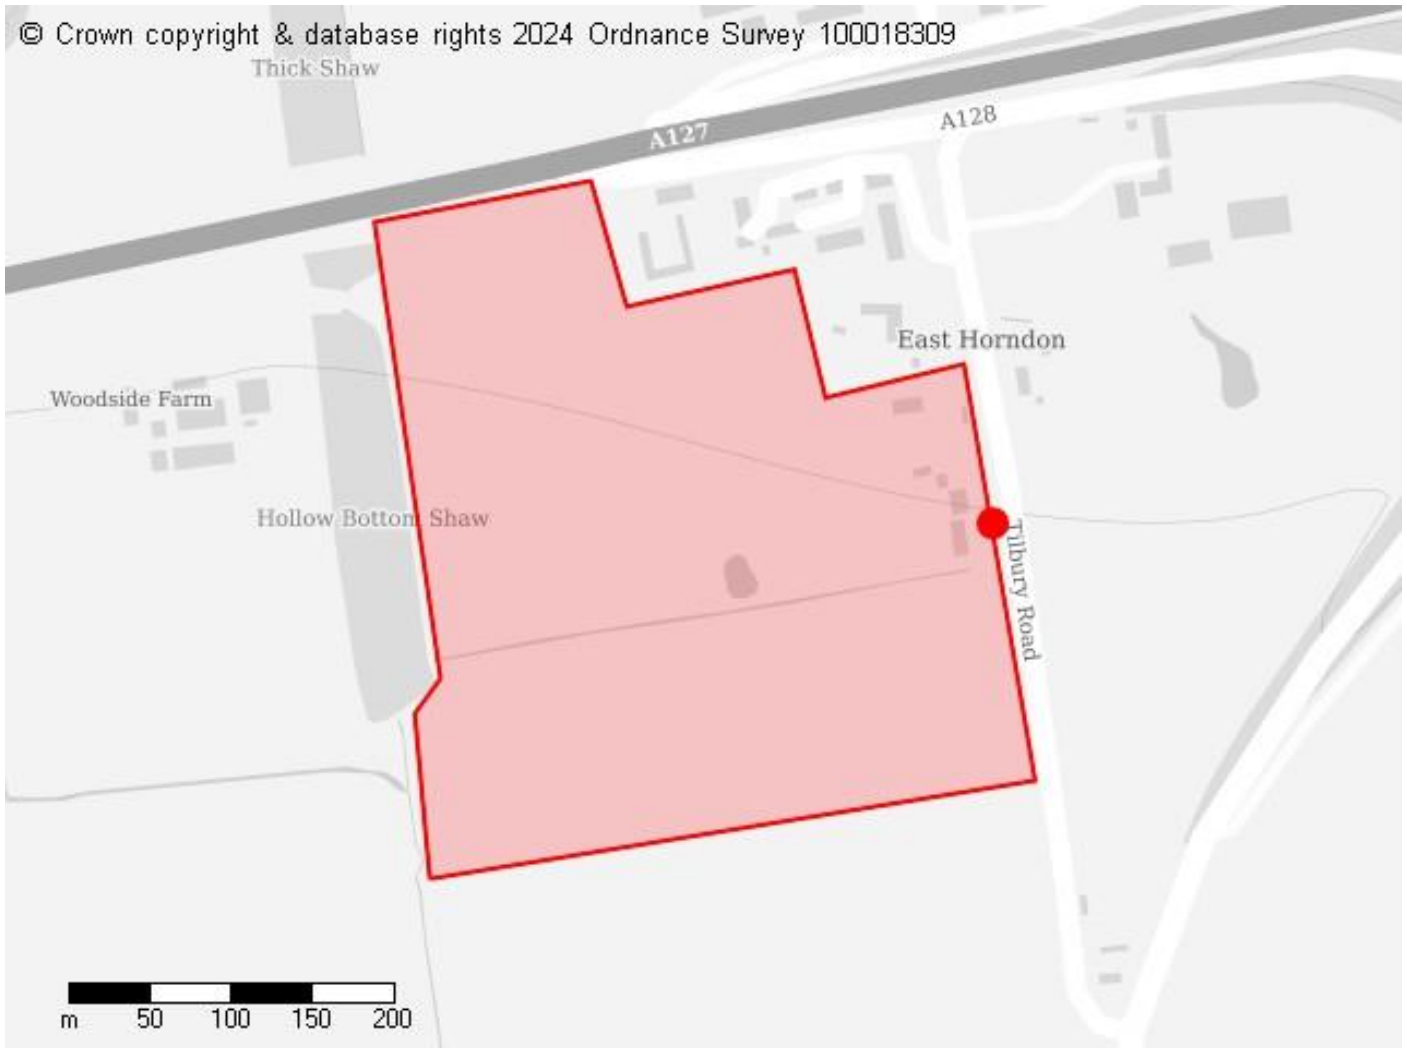 © Crown copyright & database rights 2024 Ordnance Survey 100018309
Thick Shaw
A127
A128
East Horndon
Woodside Farm
Hollow Bottom Shaw
Tilbury Road
m 50 100 150 200